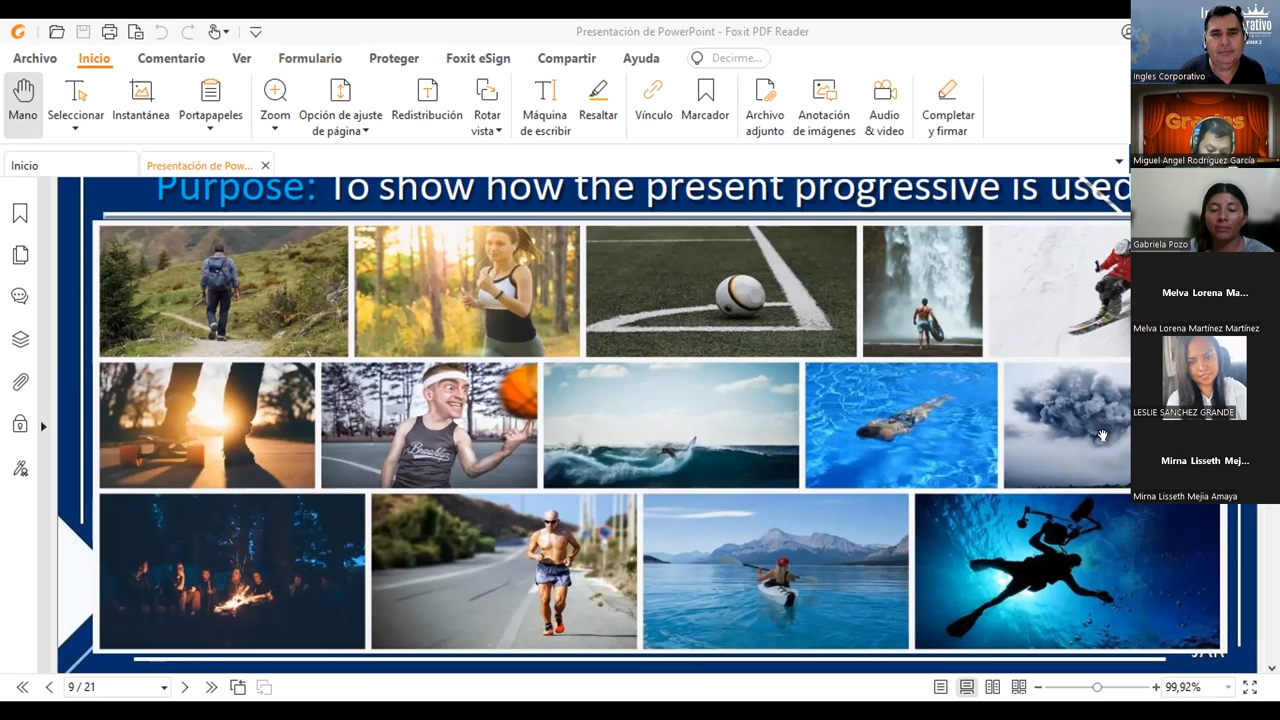 Presentación de PowerPoint - Foxit PDF Reader
Archivo Inicio Comentario Ver Formulario Proteger Foxit eSign Compartir Ayuda Decirme...
Mano Seleccionar Instantánea Portapapeles Zoom Opción de ajuste de página Redistribución Rotar vista Máquina de escribir Resaltar Vínculo Marcador Archivo adjunto Anotación de imágenes Audio & video Completar y firmar
Inicio Presentación de Pow...
Purpose: To show how the present progressive is used
Brooklyn
9 / 21
99,92%
Ingles Corporativo
Gracias
Miguel Angel Rodríguez García
Gabriela Pozo
Melva Lorena Ma...
Melva Lorena Martínez Martínez
LESLIE SANCHEZ GRANDE
Mirna Lisseth Mej...
Mirna Lisseth Mejia Amaya